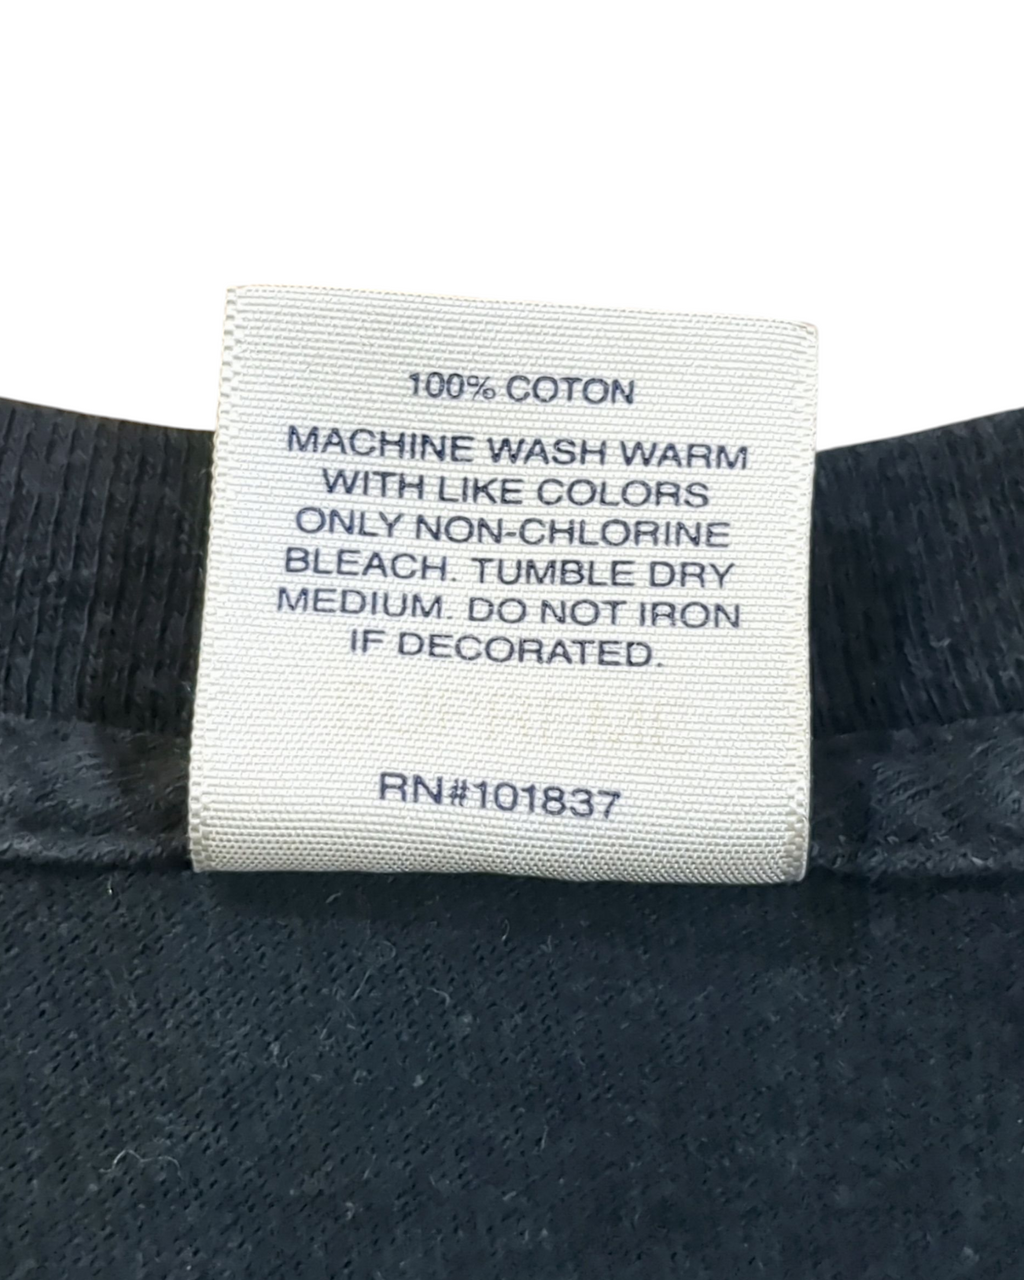 100% COTON
MACHINE WASH WARM
WITH LIKE COLORS
ONLY NON-CHLORINE
BLEACH. TUMBLE DRY
MEDIUM. DO NOT IRON
IF DECORATED.
RN#101837